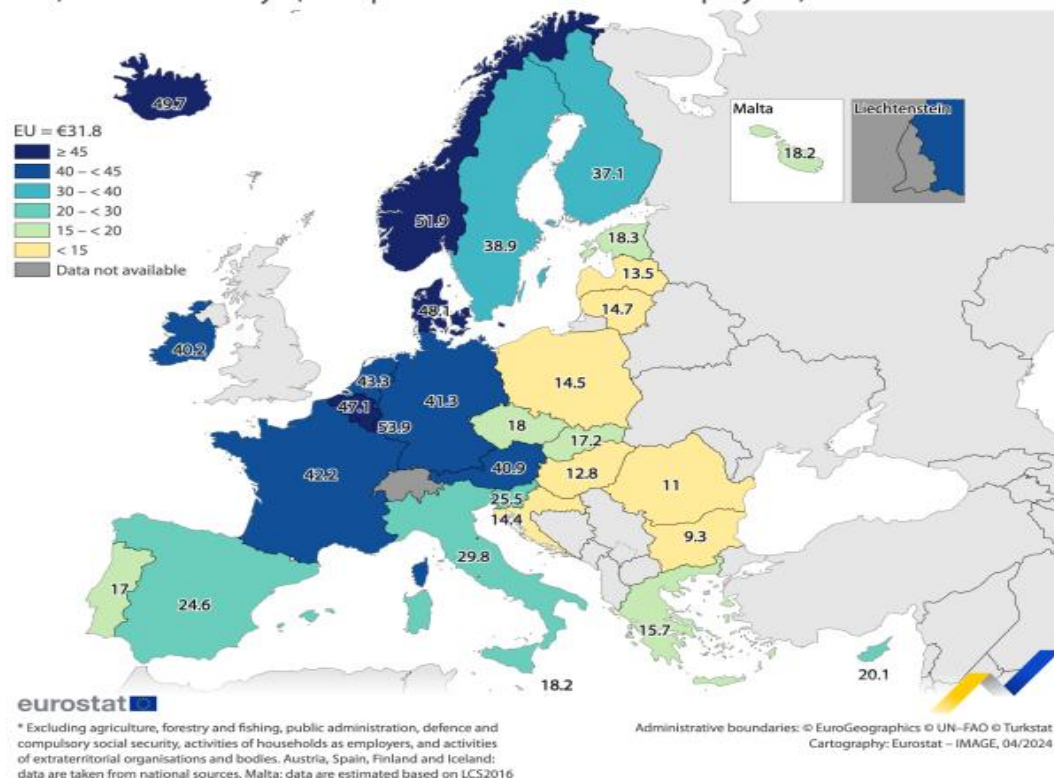 49.7
EU = €31.8
≥ 45
40 – < 45
30 – < 40
20 – < 30
15 – < 20
< 15
Data not available
Malta
18.2
Liechtenstein
37.1
51.9
38.9
18.3
13.5
14.7
48.1
40.2
43.3
41.3
14.5
47.1
53.9
18
17.2
42.2
40.9
12.8
11
25.5
14.4
9.3
29.8
17
24.6
15.7
20.1
18.2
eurostat
* Excluding agriculture, forestry and fishing, public administration, defence and
compulsory social security, activities of households as employers, and activities
of extraterritorial organisations and bodies. Austria, Spain, Finland and Iceland:
data are taken from national sources. Malta: data are estimated based on LCS2016
Administrative boundaries: © EuroGeographics © UN–FAO © Turkstat
Cartography: Eurostat – IMAGE, 04/2024